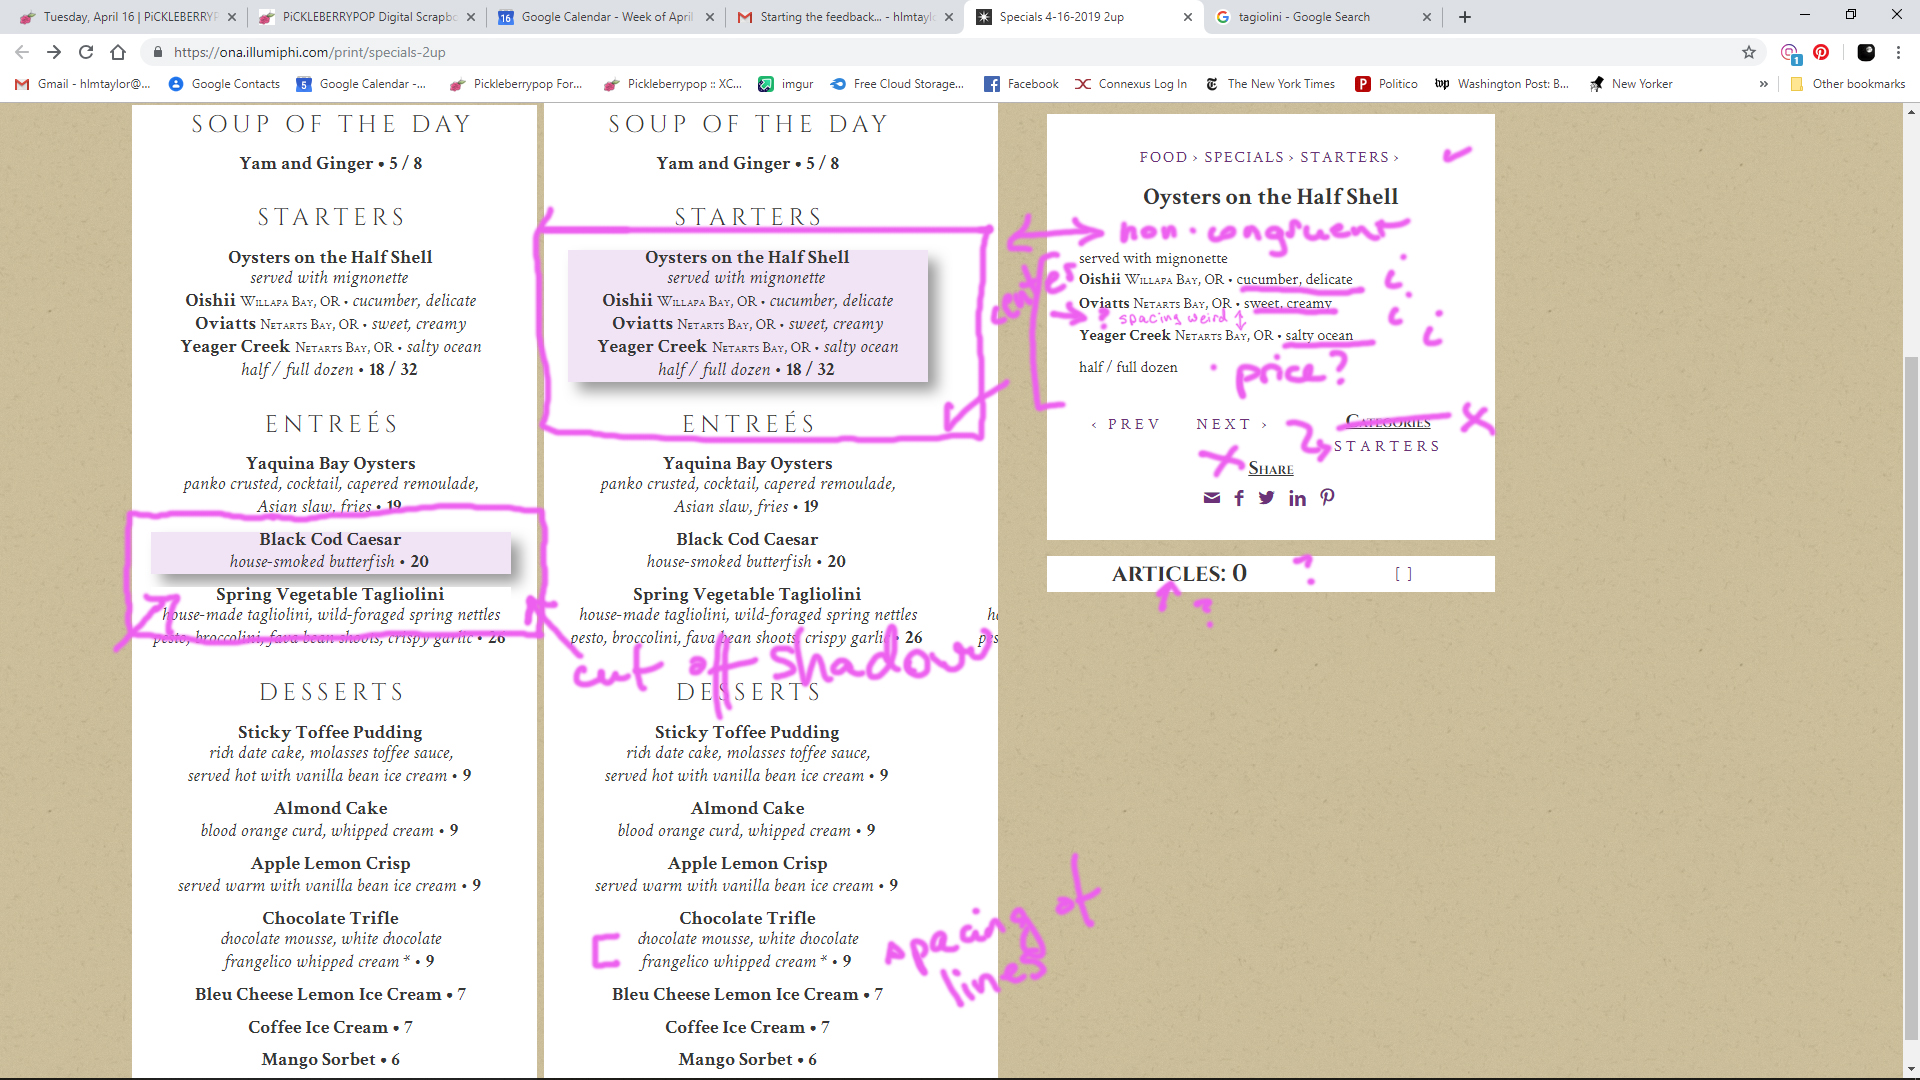 Tuesday, April 16 | PiCKLEBERRYP
PiCKLEBERRYPOP Digital Scrapb
Google Calendar - Week of April
Starting the feedback... - hlmtaylo
Specials 4-16-2019 2up
tagiolini - Google Search
https://ona.illumiphi.com/print/specials-2up
1
Gmail - hlmtaylor@...
Google Contacts
Google Calendar -...
Pickleberrypop For...
Pickleberrypop :: XC...
imgur
Free Cloud Storage...
Facebook
Connexus Log In
The New York Times
Politico
Washington Post: B...
New Yorker
»
Other bookmarks
SOUP OF THE DAY
Yam and Ginger • 5 / 8
STARTERS
Oysters on the Half Shell
served with mignonette
Oishii Willapa Bay, OR • cucumber, delicate
Oviatts Netarts Bay, OR • sweet, creamy
Yeager Creek Netarts Bay, OR • salty ocean
half / full dozen • 18 / 32
ENTREÉS
Yaquina Bay Oysters
panko crusted, cocktail, capered remoulade,
Asian slaw, fries • 19
Black Cod Caesar
house-smoked butterfish • 20
Spring Vegetable Tagliolini
house-made tagliolini, wild-foraged spring nettles
pesto, broccolini, fava bean shoots, crispy garlic • 26
DESSERTS
Sticky Toffee Pudding
rich date cake, molasses toffee sauce,
served hot with vanilla bean ice cream • 9
Almond Cake
blood orange curd, whipped cream • 9
Apple Lemon Crisp
served warm with vanilla bean ice cream • 9
Chocolate Trifle
chocolate mousse, white chocolate
frangelico whipped cream * • 9
Bleu Cheese Lemon Ice Cream • 7
Coffee Ice Cream • 7
Mango Sorbet • 6
SOUP OF THE DAY
Yam and Ginger • 5 / 8
STARTERS
Oysters on the Half Shell
served with mignonette
Oishii Willapa Bay, OR • cucumber, delicate
Oviatts Netarts Bay, OR • sweet, creamy
Yeager Creek Netarts Bay, OR • salty ocean
half / full dozen • 18 / 32
ENTREÉS
Yaquina Bay Oysters
panko crusted, cocktail, capered remoulade,
Asian slaw, fries • 19
Black Cod Caesar
house-smoked butterfish • 20
Spring Vegetable Tagliolini
house-made tagliolini, wild-foraged spring nettles
pesto, broccolini, fava bean shoots, crispy garlic • 26
cut off shadow
DESSERTS
Sticky Toffee Pudding
rich date cake, molasses toffee sauce,
served hot with vanilla bean ice cream • 9
Almond Cake
blood orange curd, whipped cream • 9
Apple Lemon Crisp
served warm with vanilla bean ice cream • 9
Chocolate Trifle
chocolate mousse, white chocolate
frangelico whipped cream * • 9
spacing of
lines
Bleu Cheese Lemon Ice Cream • 7
Coffee Ice Cream • 7
Mango Sorbet • 6
FOOD › SPECIALS › STARTERS ›
Oysters on the Half Shell
non-congruent
center
served with mignonette
Oishii Willapa Bay, OR • cucumber, delicate i
Oviatts Netarts Bay, OR • sweet, creamy i
? spacing weird
Yeager Creek Netarts Bay, OR • salty ocean i
half / full dozen • price?
‹ PREV NEXT ›
Categories
STARTERS
Share
ARTICLES: 0 ? [ ]
?